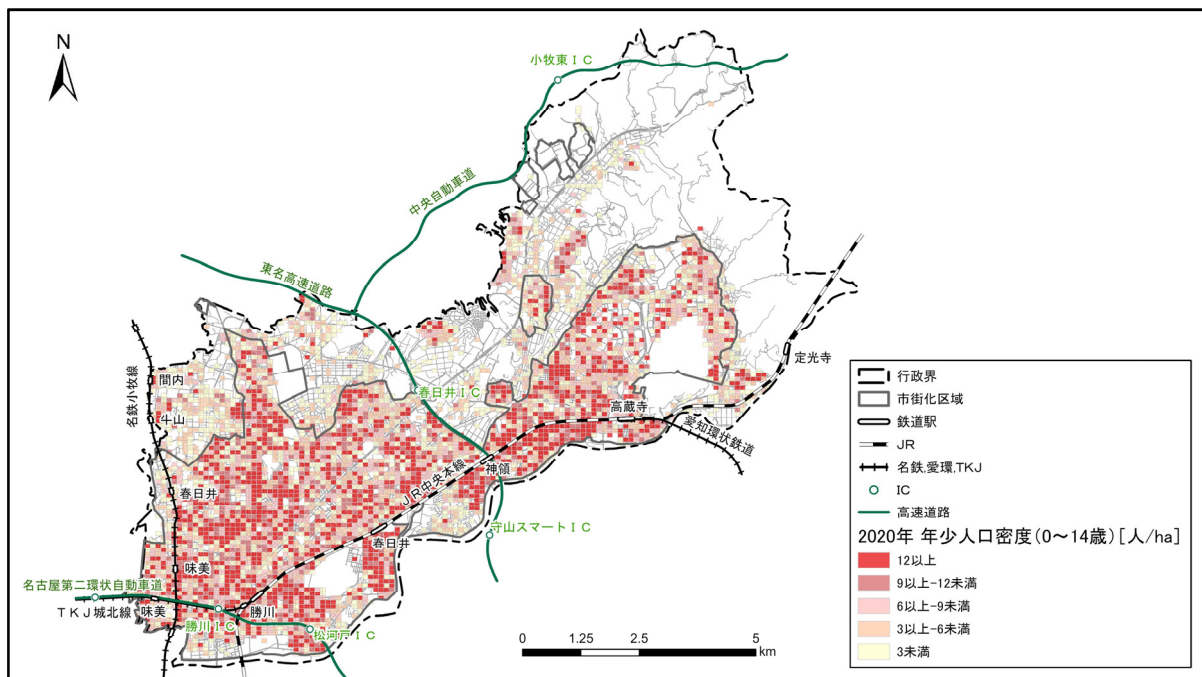 N
小牧東ＩＣ
中央自動車道
東名高速道路
名鉄小牧線
間内
牛山
春日井ＩＣ
定光寺
高蔵寺
愛知環状鉄道
ＪＲ中央本線
神領
春日井
守山スマートＩＣ
春日井
味美
名古屋第二環状自動車道
ＴＫＪ城北線
味美
勝川
勝川ＩＣ
松河戸ＩＣ
0 1.25 2.5 5
km
行政界
市街化区域
鉄道駅
JR
名鉄,愛環,TKJ
IC
高速道路
2020年 年少人口密度(0～14歳)[人/ha]
12以上
9以上-12未満
6以上-9未満
3以上-6未満
3未満